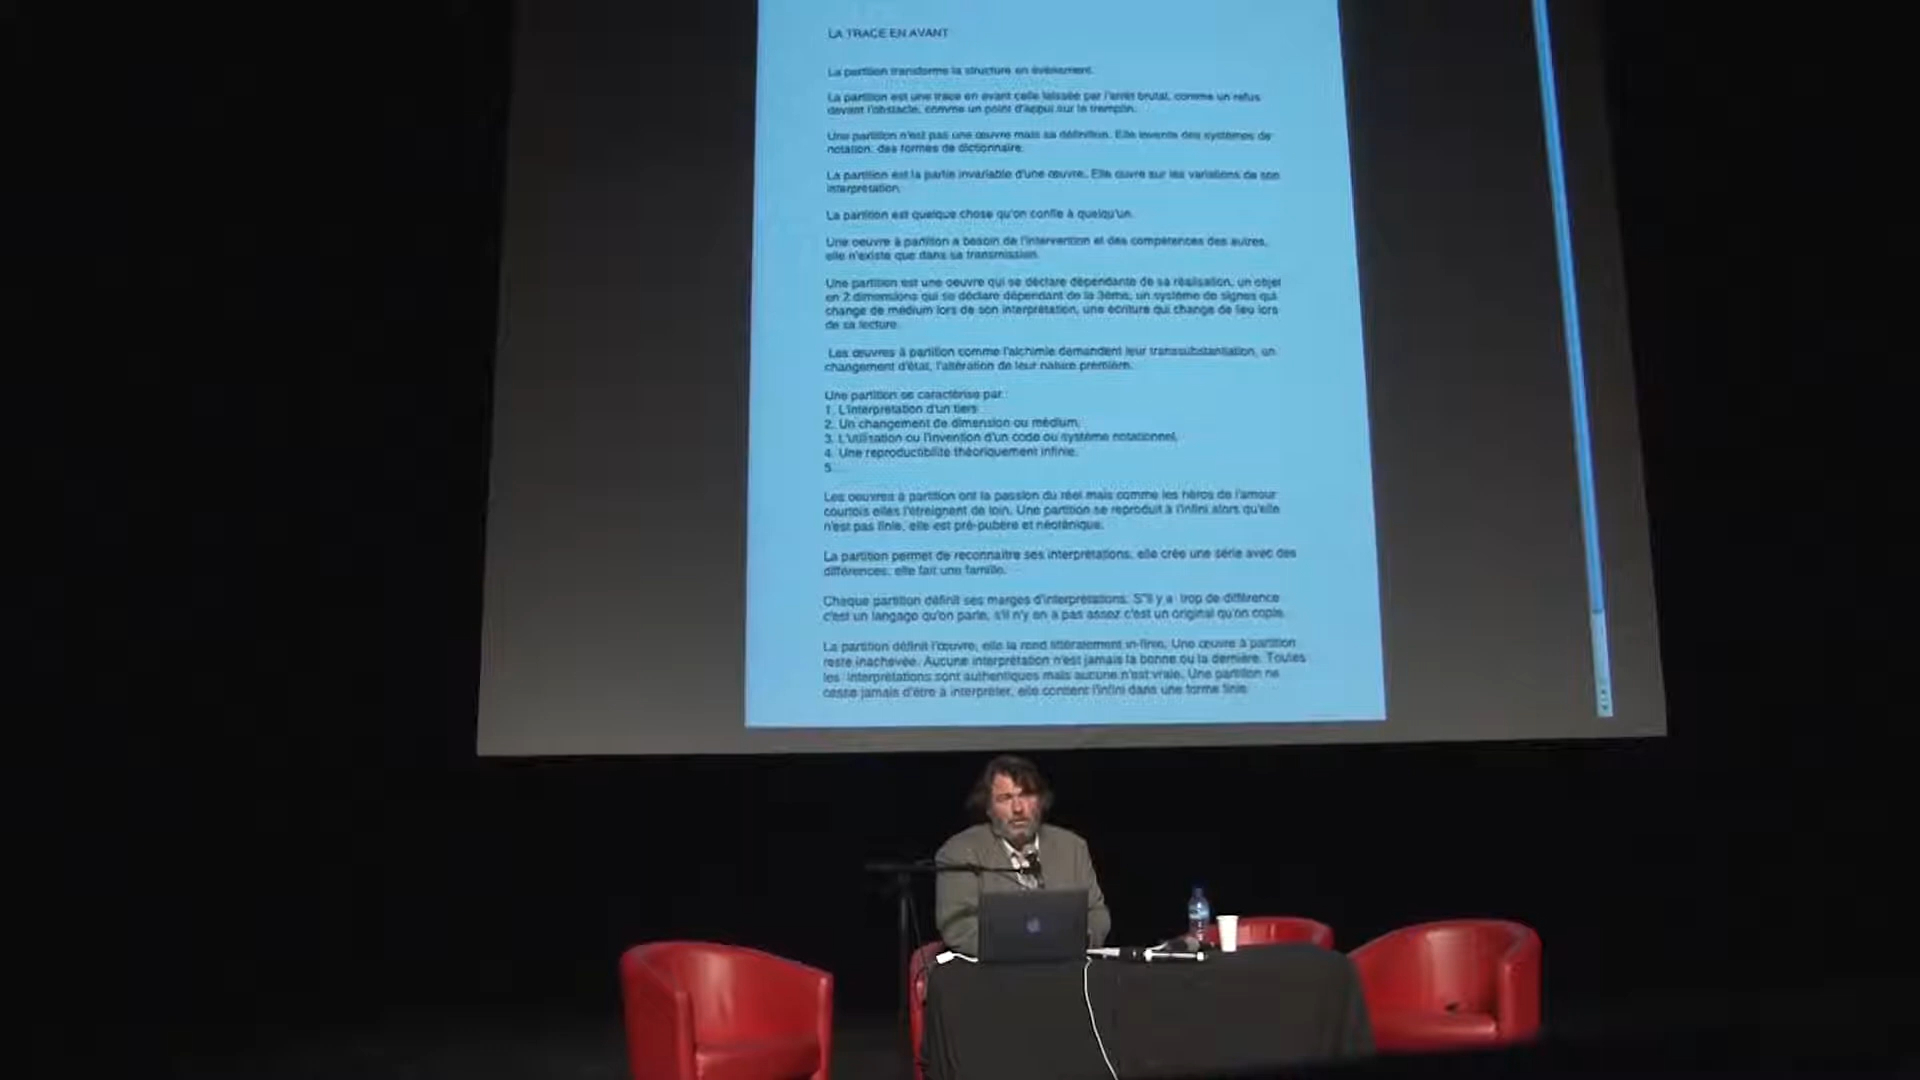 LA TRACE EN AVANT
La partition transforme la structure en événement.
La partition est une trace en avant celle laissée par l'arrêt brutal, comme un refus
devant l'obstacle, comme un point d'appui sur le tremplin.
Une partition n'est pas une œuvre mais sa définition. Elle invente des systèmes de
notation, des formes de dictionnaire.
La partition est la partie invariable d'une œuvre. Elle ouvre sur les variations de son
interprétation.
La partition est quelque chose qu'on confie à quelqu'un.
Une oeuvre à partition a besoin de l'intervention et des compétences des autres,
elle n'existe que dans sa transmission.
Une partition est une oeuvre qui se déclare dépendante de sa réalisation, un objet
en 2 dimensions qui se déclare dépendant de la 3ème, un système de signes qui
change de médium lors de son interprétation, une écriture qui change de lieu lors
de sa lecture.
Les œuvres à partition comme l'alchimie demandent leur transsubstantiation, un
changement d'état, l'altération de leur nature première.
Une partition se caractérise par :
1. L'interprétation d'un tiers
2. Un changement de dimension ou médium,
3. L'utilisation ou l'invention d'un code ou système notationnel,
4. Une reproductibilité théoriquement infinie.
5...
Les oeuvres à partition ont la passion du réel mais comme les héros de l'amour
courtois elles l'étreignent de loin. Une partition se reproduit à l'infini alors qu'elle
n'est pas finie, elle est pré-pubère et néoténique.
La partition permet de reconnaitre ses interprétations, elle crée une série avec des
différences, elle fait une famille.
Chaque partition définit ses marges d'interprétations. S'il y a trop de différence
c'est un langage qu'on parle, s'il n'y en a pas assez c'est un original qu'on copie.
La partition définit l'œuvre, elle la rend littéralement in-finie. Une œuvre à partition
reste inachevée. Aucune interprétation n'est jamais la bonne ou la dernière. Toutes
les interprétations sont authentiques mais aucune n'est vraie. Une partition ne
cesse jamais d'être à interpréter, elle contient l'infini dans une forme finie.